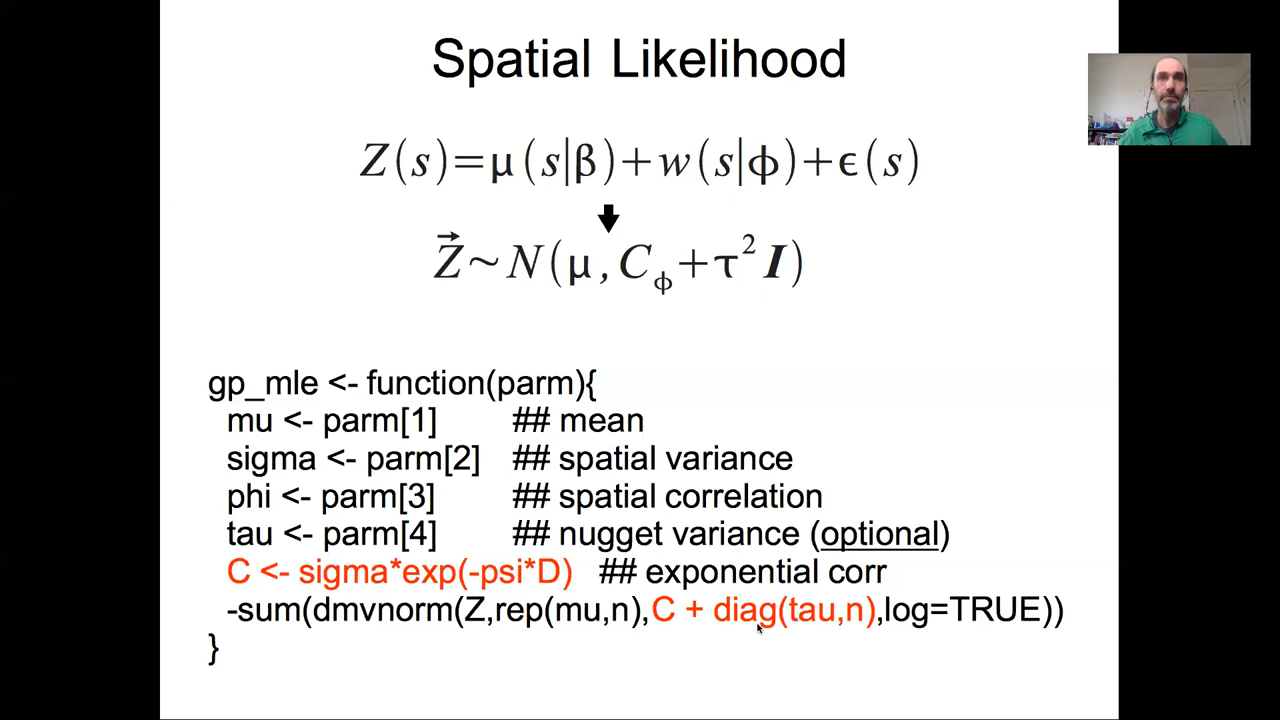 Spatial Likelihood
Z(s)=μ(s|β)+w(s|ϕ)+ϵ(s)
Z⃗~N(μ,C_ϕ+τ²I)
gp_mle <- function(parm){
mu <- parm[1] ## mean
sigma <- parm[2] ## spatial variance
phi <- parm[3] ## spatial correlation
tau <- parm[4] ## nugget variance (optional)
C <- sigma*exp(-psi*D) ## exponential corr
-sum(dmvnorm(Z,rep(mu,n),C + diag(tau,n),log=TRUE))
}